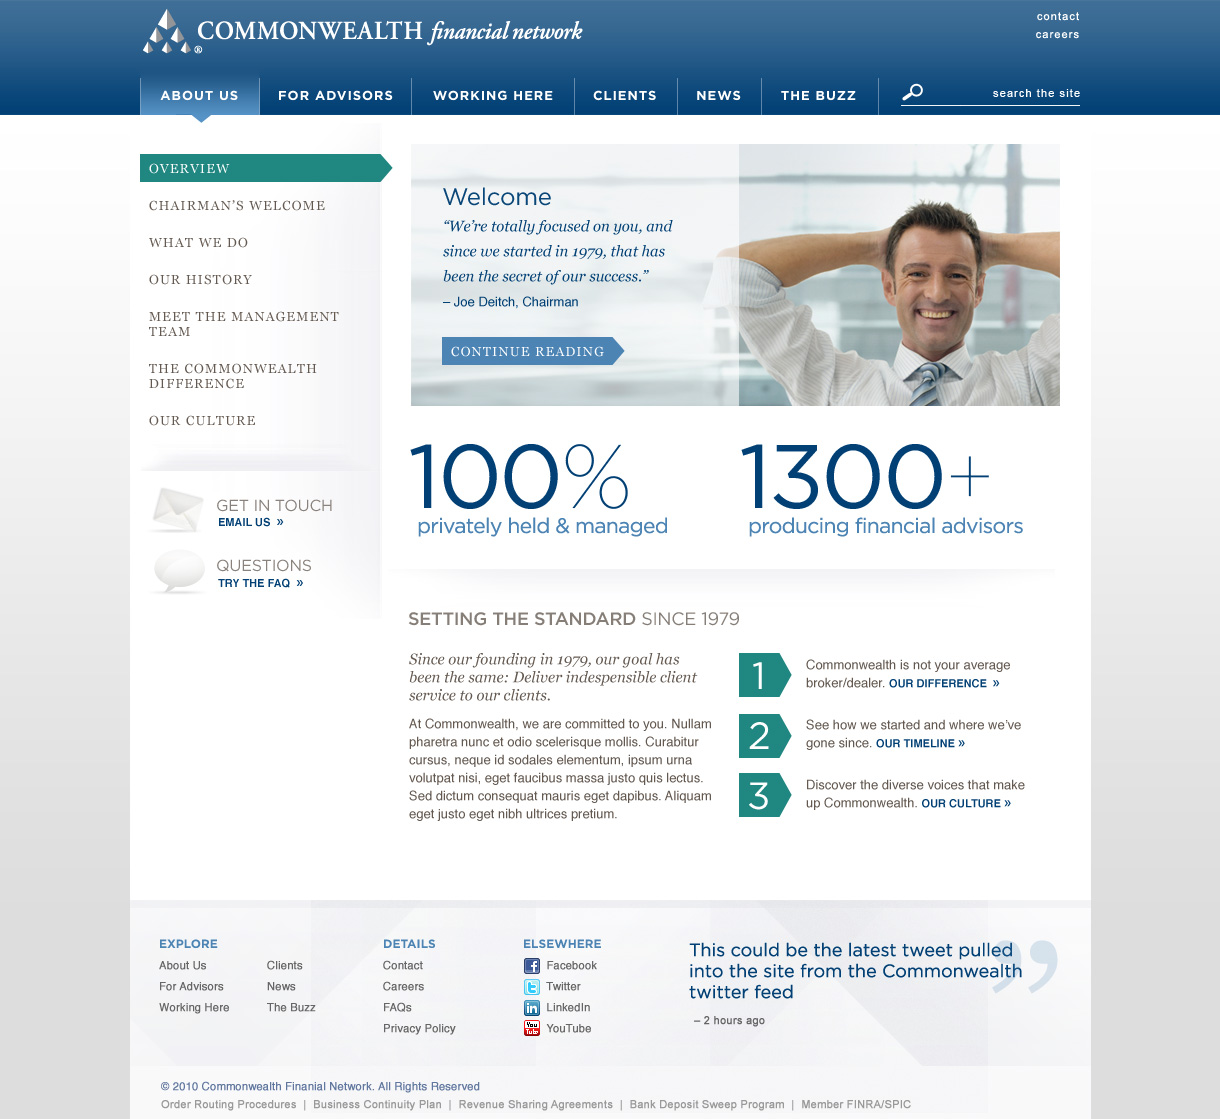 COMMONWEALTH financial network
®
contact
careers
ABOUT US
FOR ADVISORS
WORKING HERE
CLIENTS
NEWS
THE BUZZ
search the site
OVERVIEW
CHAIRMAN'S WELCOME
WHAT WE DO
OUR HISTORY
MEET THE MANAGEMENT
TEAM
THE COMMONWEALTH
DIFFERENCE
OUR CULTURE
GET IN TOUCH
EMAIL US »
QUESTIONS
TRY THE FAQ »
Welcome
“We’re totally focused on you, and
since we started in 1979, that has
been the secret of our success.”
– Joe Deitch, Chairman
CONTINUE READING
100%
privately held & managed
1300+
producing financial advisors
SETTING THE STANDARD SINCE 1979
Since our founding in 1979, our goal has
been the same: Deliver indespensible client
service to our clients.
At Commonwealth, we are committed to you. Nullam
pharetra nunc et odio scelerisque mollis. Curabitur
cursus, neque id sodales elementum, ipsum urna
volutpat nisi, eget faucibus massa justo quis lectus.
Sed dictum consequat mauris eget dapibus. Aliquam
eget justo eget nibh ultrices pretium.
1
Commonwealth is not your average
broker/dealer. OUR DIFFERENCE »
2
See how we started and where we’ve
gone since. OUR TIMELINE »
3
Discover the diverse voices that make
up Commonwealth. OUR CULTURE »
EXPLORE
About Us
For Advisors
Working Here
Clients
News
The Buzz
DETAILS
Contact
Careers
FAQs
Privacy Policy
ELSEWHERE
Facebook
Twitter
LinkedIn
YouTube
This could be the latest tweet pulled
into the site from the Commonwealth
twitter feed
”
– 2 hours ago
© 2010 Commonwealth Finanial Network. All Rights Reserved
Order Routing Procedures | Business Continuity Plan | Revenue Sharing Agreements | Bank Deposit Sweep Program | Member FINRA/SPIC